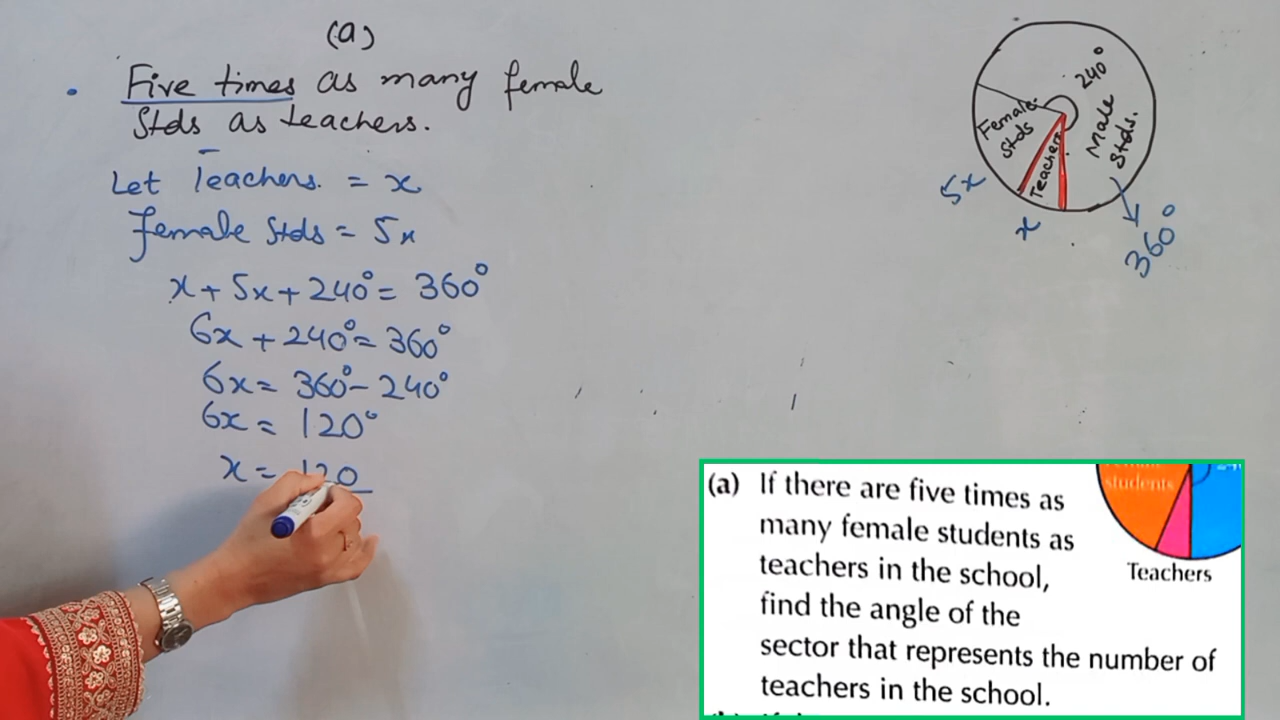 (a)
. Five times as many female
Stds as teachers.
Let Teachers. = x
female Stds = 5x
x + 5x + 240° = 360°
6x + 240° = 360°
6x = 360° - 240°
6x = 120°
x = 120
240°
Male
Stds.
Female
Stds
Teachers
5x
x
360°
(a) If there are five times as
many female students as
teachers in the school,
find the angle of the
sector that represents the number of
teachers in the school.
students
Teachers